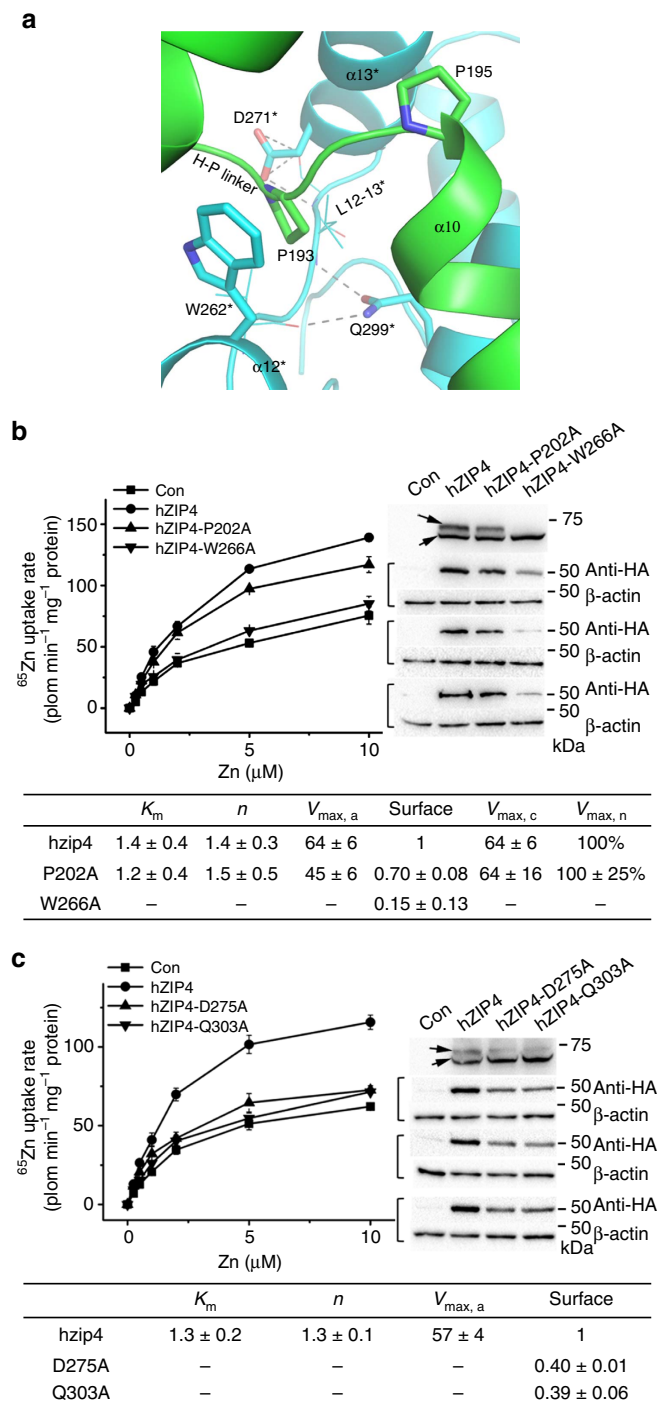 a
α13*
P195
D271*
H-P linker
L12-13*
α10
P193
W262*
Q299*
α12*
b
Con
hZIP4
hZIP4-P202A
hZIP4-W266A
150
100
50
0
⁶⁵Zn uptake rate
(plom min⁻¹ mg⁻¹ protein)
0 5 10
Zn (μM)
Con
hZIP4
hZIP4-P202A
hZIP4-W266A
75
50 Anti-HA
50
β-actin
50 Anti-HA
50
β-actin
50 Anti-HA
50
β-actin
kDa
Km n Vmax, a Surface Vmax, c Vmax, n
hzip4 1.4 ± 0.4 1.4 ± 0.3 64 ± 6 1 64 ± 6 100%
P202A 1.2 ± 0.4 1.5 ± 0.5 45 ± 6 0.70 ± 0.08 64 ± 16 100 ± 25%
W266A – – – 0.15 ± 0.13 – –
c
Con
hZIP4
hZIP4-D275A
hZIP4-Q303A
100
50
0
⁶⁵Zn uptake rate
(plom min⁻¹ mg⁻¹ protein)
0 5 10
Zn (μM)
Con
hZIP4
hZIP4-D275A
hZIP4-Q303A
75
50 Anti-HA
50
β-actin
50 Anti-HA
50
β-actin
50 Anti-HA
50
β-actin
kDa
Km n Vmax, a Surface
hzip4 1.3 ± 0.2 1.3 ± 0.1 57 ± 4 1
D275A – – – 0.40 ± 0.01
Q303A – – – 0.39 ± 0.06